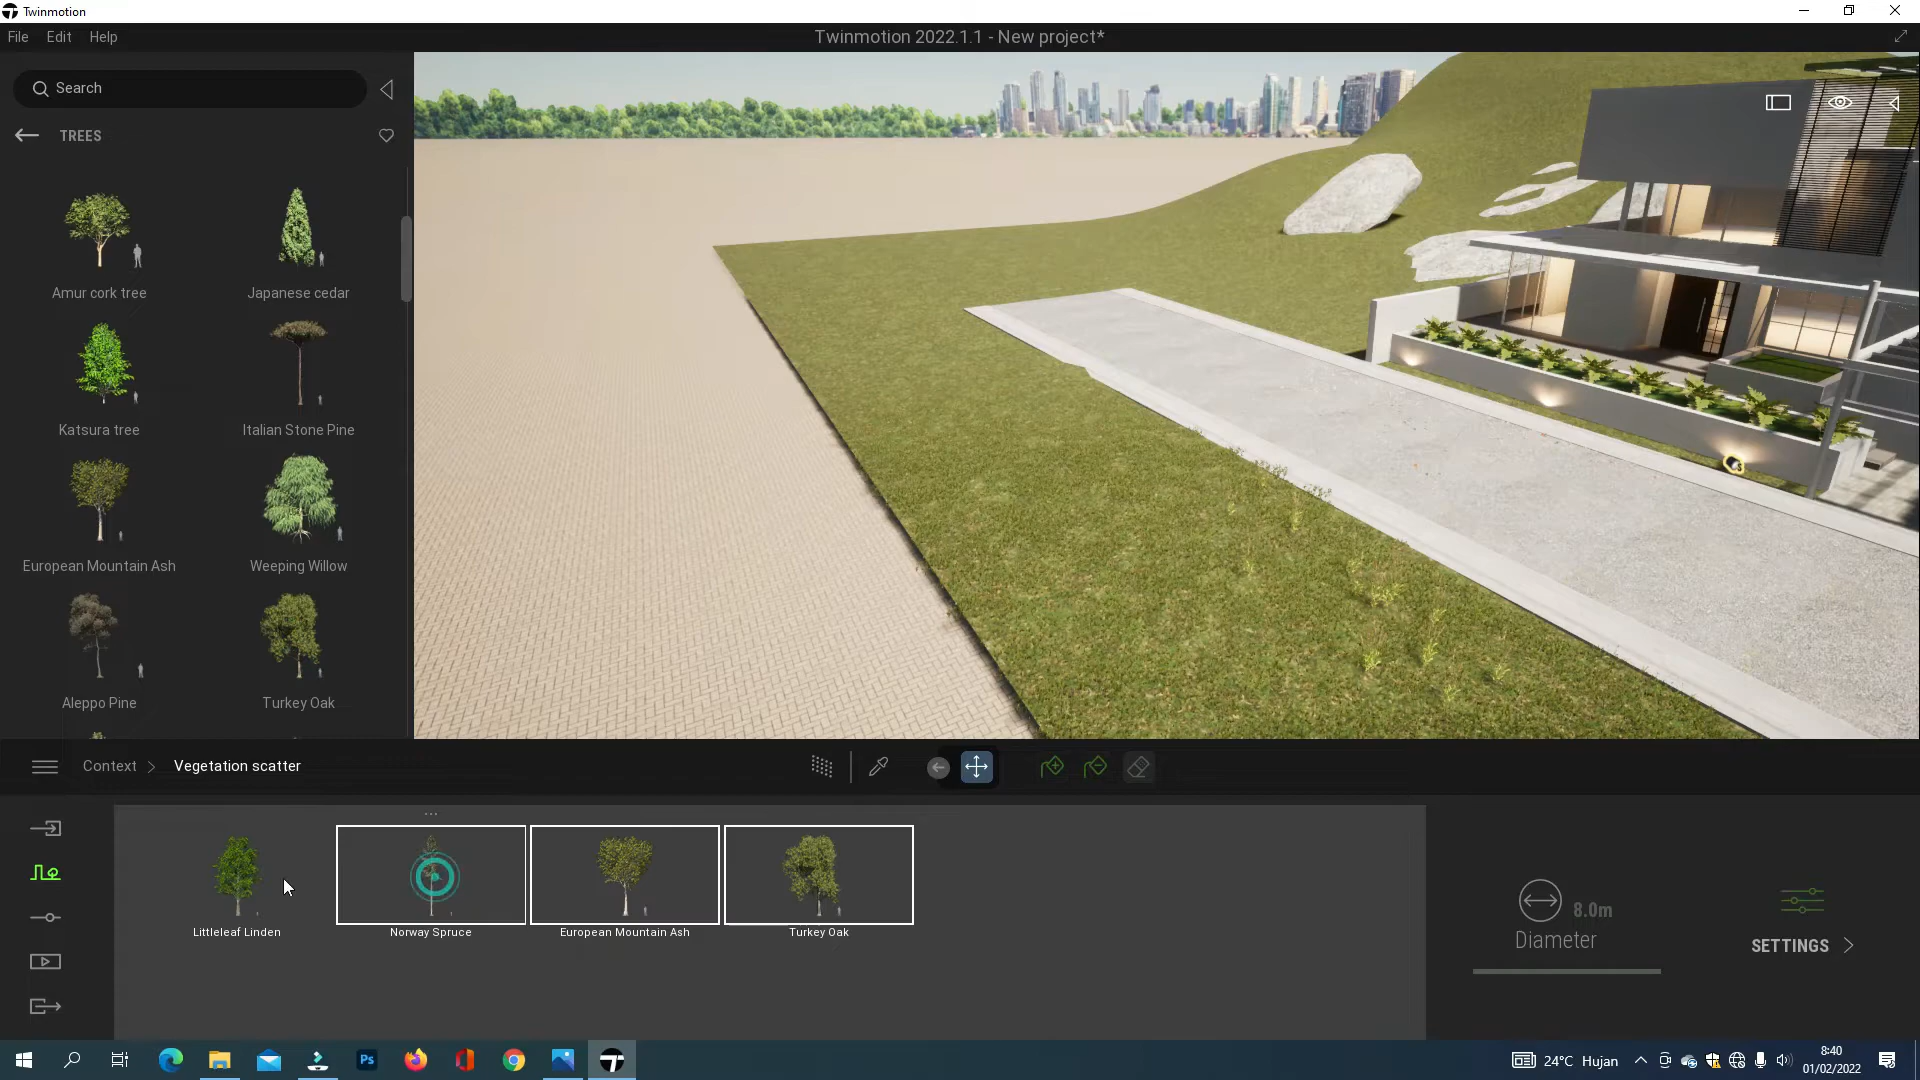 Twinmotion
File Edit Help
Twinmotion 2022.1.1 - New project*
Search
TREES
Amur cork tree
Japanese cedar
Katsura tree
Italian Stone Pine
European Mountain Ash
Weeping Willow
Aleppo Pine
Turkey Oak
Context > Vegetation scatter
Littleleaf Linden
Norway Spruce
European Mountain Ash
Turkey Oak
8.0m
Diameter
SETTINGS
Ps
24°C Hujan
8:40
01/02/2022